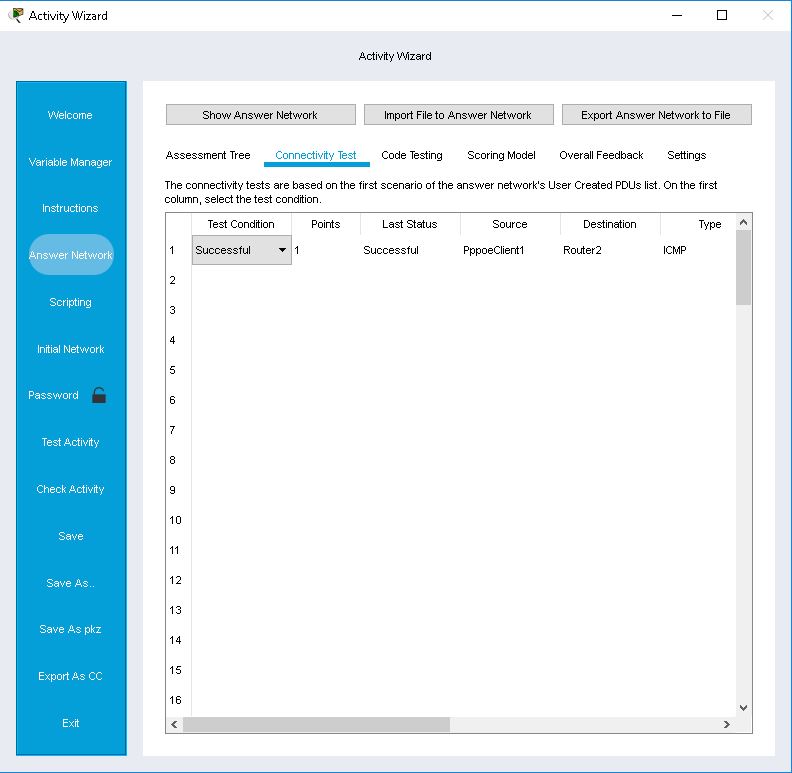 Activity Wizard
Activity Wizard
Welcome
Variable Manager
Instructions
Answer Network
Scripting
Initial Network
Password
Test Activity
Check Activity
Save
Save As..
Save As pkz
Export As CC
Exit
Show Answer Network Import File to Answer Network Export Answer Network to File
Assessment Tree Connectivity Test Code Testing Scoring Model Overall Feedback Settings
The connectivity tests are based on the first scenario of the answer network's User Created PDUs list. On the first
column, select the test condition.
Test Condition Points Last Status Source Destination Type
1 Successful 1 Successful PppoeClient1 Router2 ICMP
2
3
4
5
6
7
8
9
10
11
12
13
14
15
16